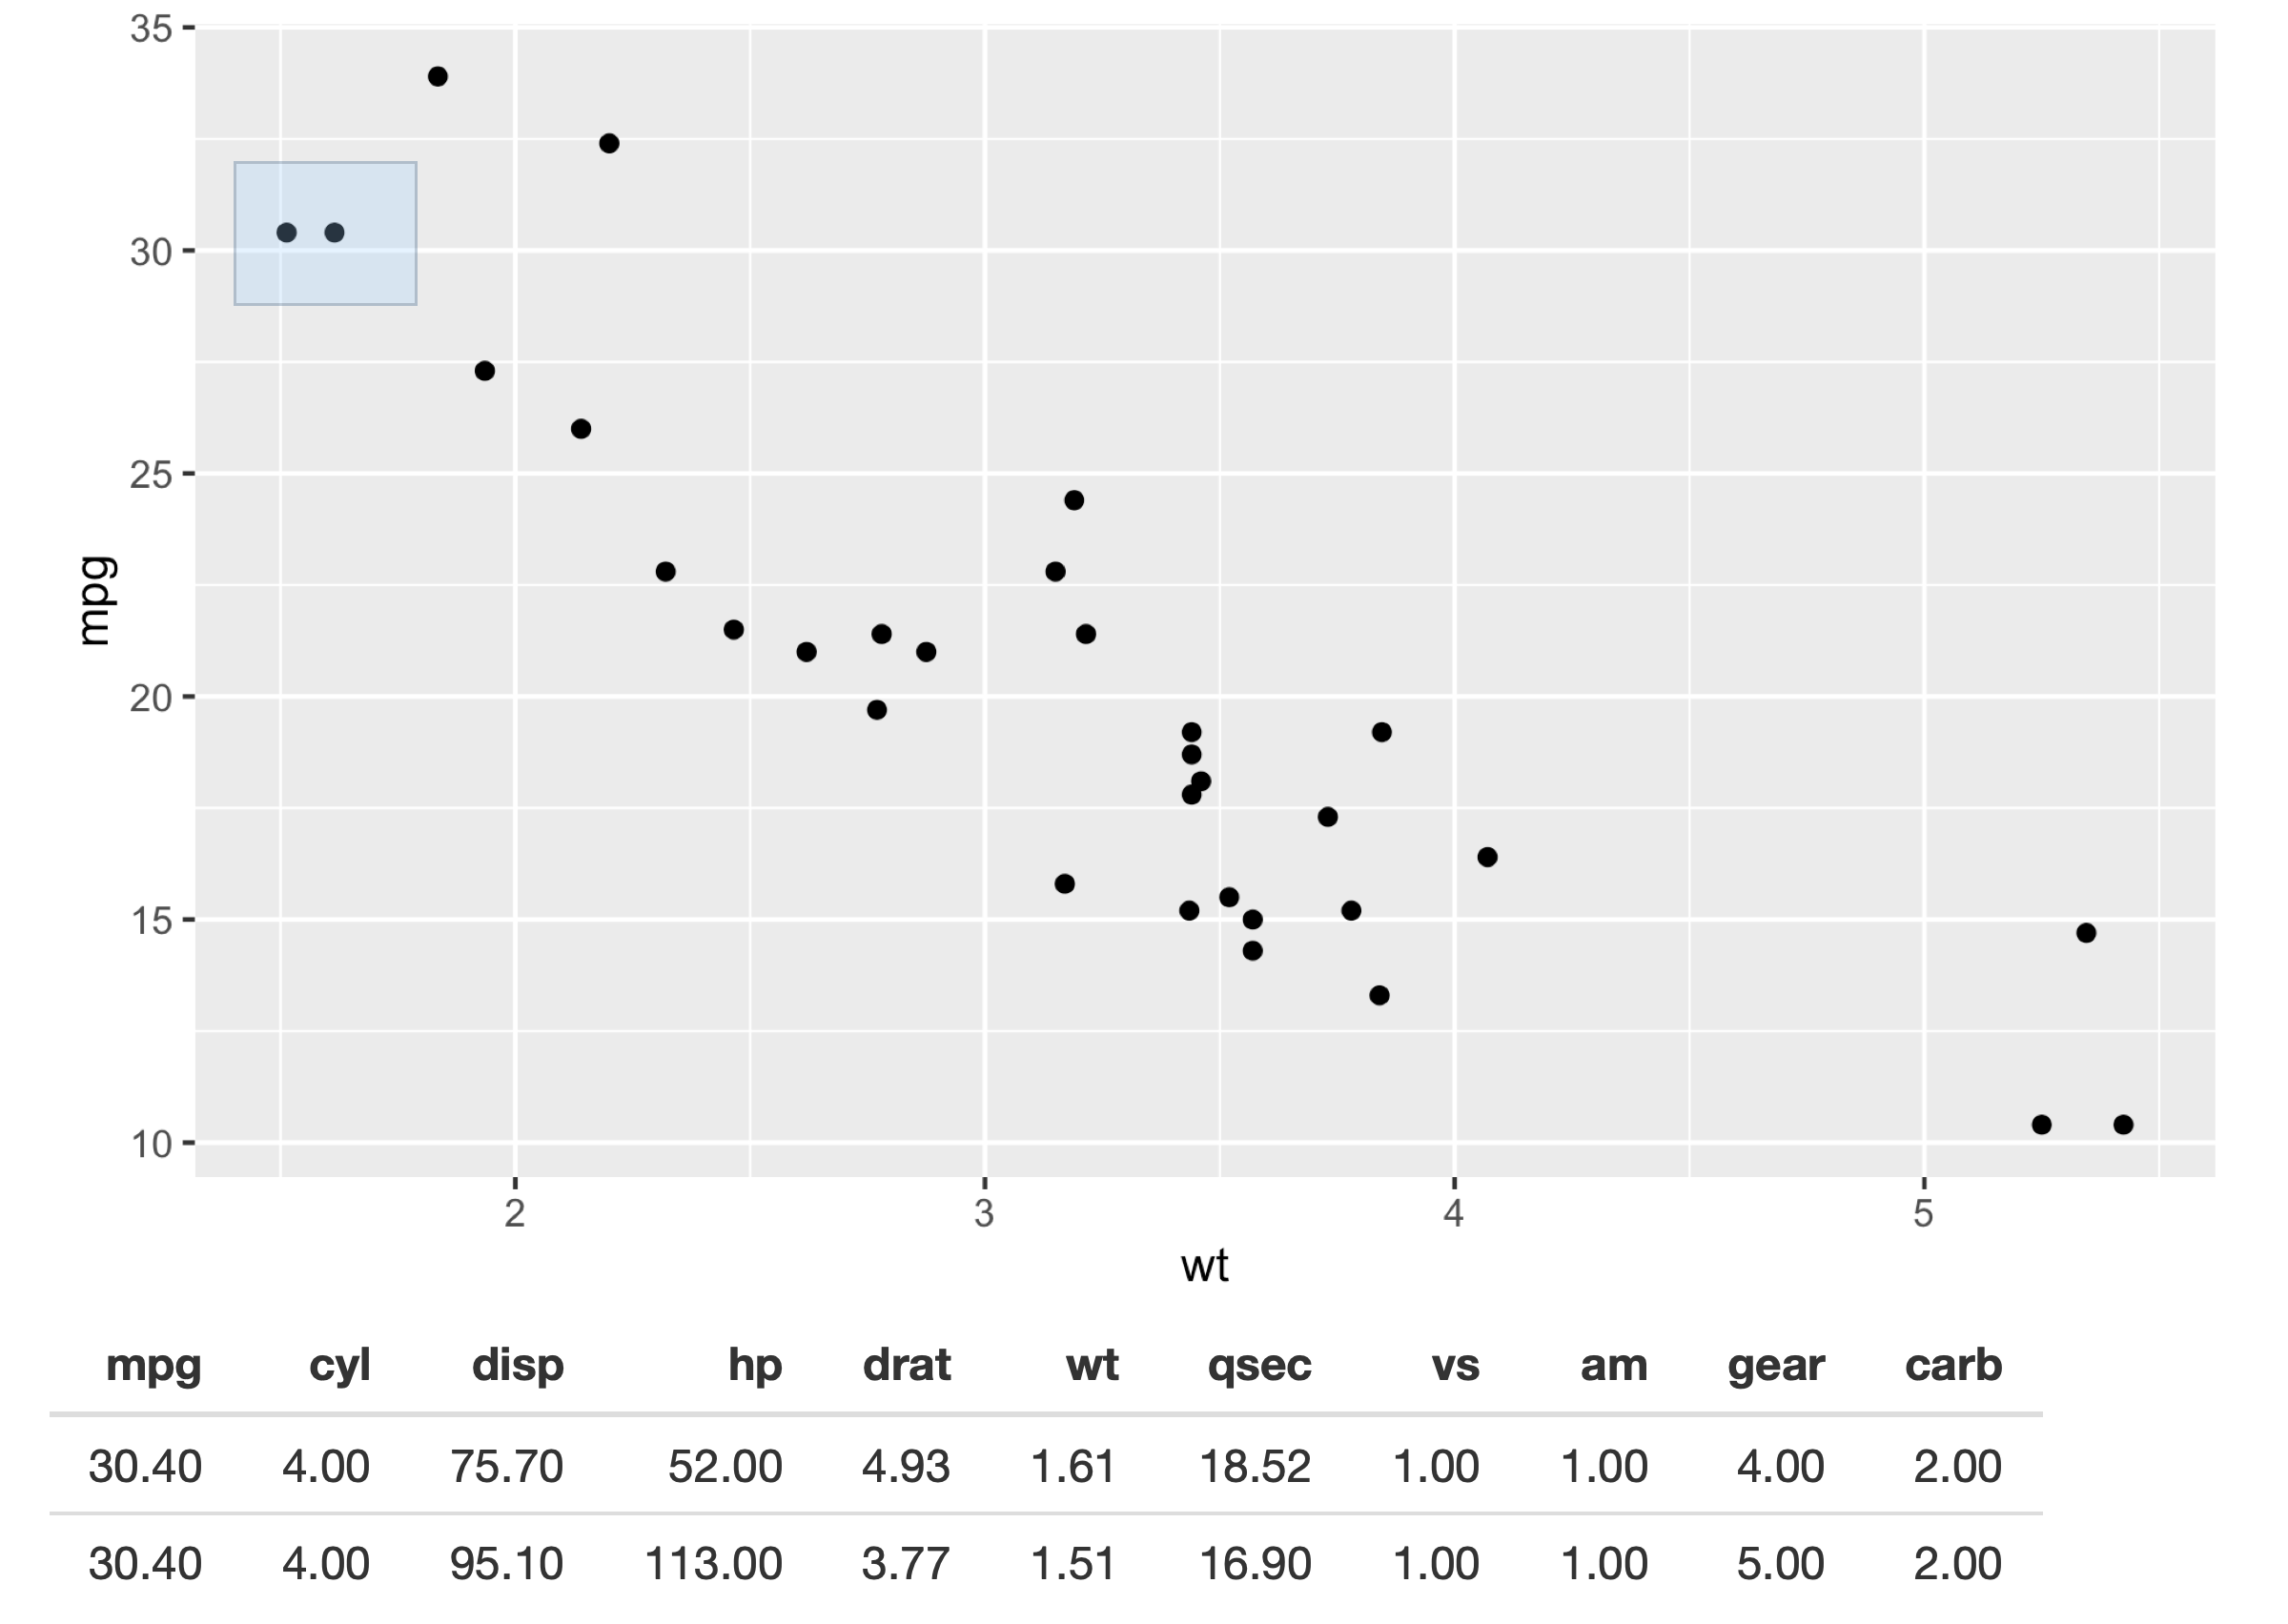 35
30
25
20
15
10
mpg
2 3 4 5
wt
mpg cyl disp hp drat wt qsec vs am gear carb
30.40 4.00 75.70 52.00 4.93 1.61 18.52 1.00 1.00 4.00 2.00
30.40 4.00 95.10 113.00 3.77 1.51 16.90 1.00 1.00 5.00 2.00